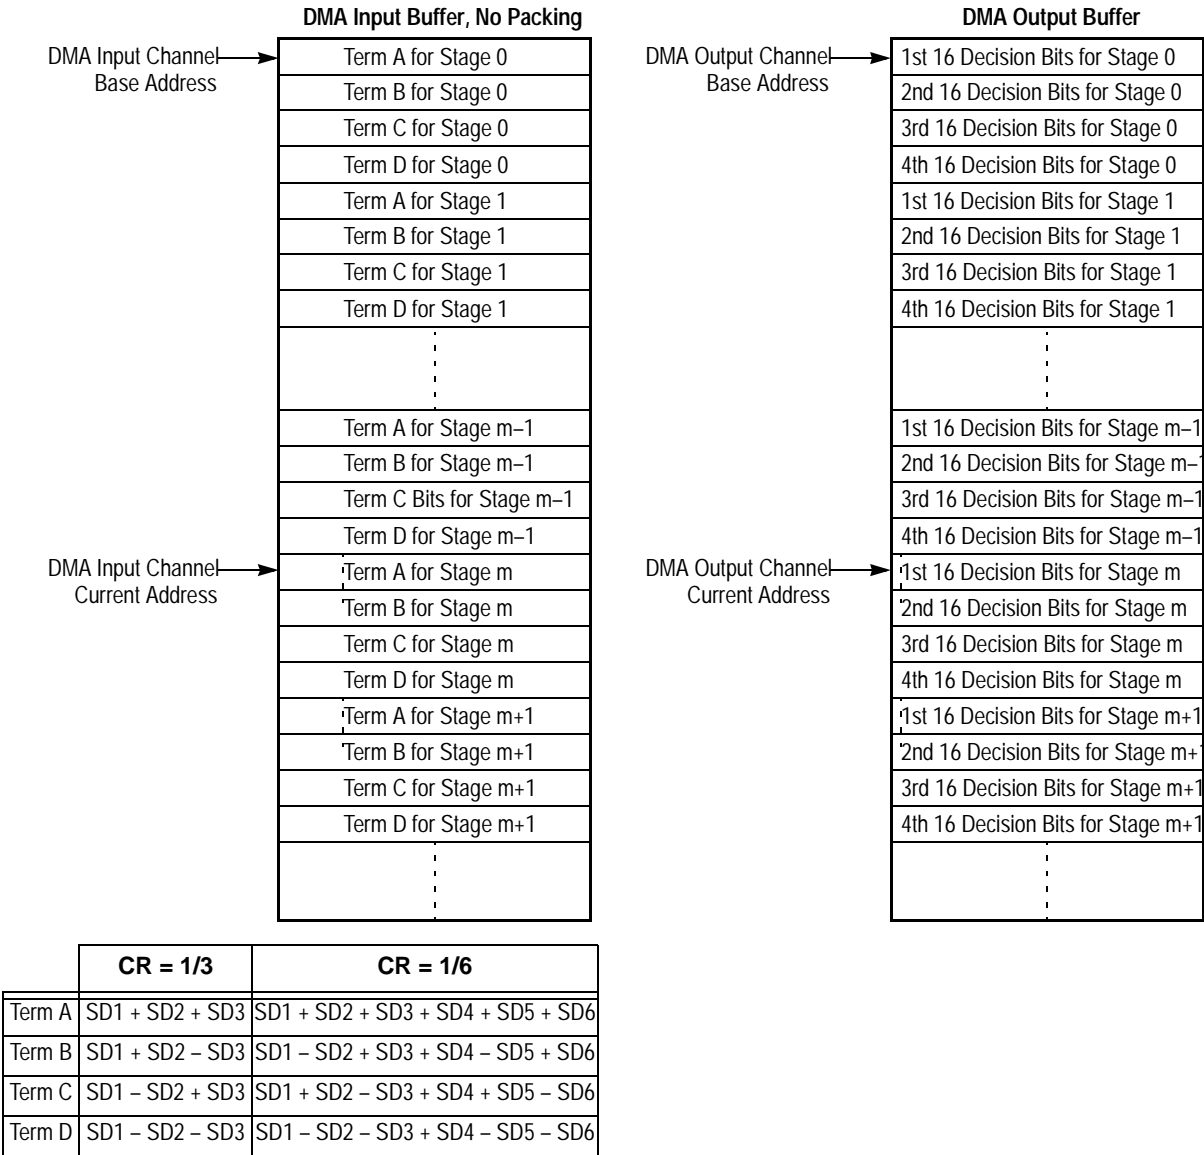 DMA Input Buffer, No Packing
DMA Input Channel
Base Address
Term A for Stage 0
Term B for Stage 0
Term C for Stage 0
Term D for Stage 0
Term A for Stage 1
Term B for Stage 1
Term C for Stage 1
Term D for Stage 1
Term A for Stage m–1
Term B for Stage m–1
Term C Bits for Stage m–1
Term D for Stage m–1
DMA Input Channel
Current Address
Term A for Stage m
Term B for Stage m
Term C for Stage m
Term D for Stage m
Term A for Stage m+1
Term B for Stage m+1
Term C for Stage m+1
Term D for Stage m+1
DMA Output Buffer
DMA Output Channel
Base Address
1st 16 Decision Bits for Stage 0
2nd 16 Decision Bits for Stage 0
3rd 16 Decision Bits for Stage 0
4th 16 Decision Bits for Stage 0
1st 16 Decision Bits for Stage 1
2nd 16 Decision Bits for Stage 1
3rd 16 Decision Bits for Stage 1
4th 16 Decision Bits for Stage 1
1st 16 Decision Bits for Stage m–1
2nd 16 Decision Bits for Stage m–1
3rd 16 Decision Bits for Stage m–1
4th 16 Decision Bits for Stage m–1
DMA Output Channel
Current Address
1st 16 Decision Bits for Stage m
2nd 16 Decision Bits for Stage m
3rd 16 Decision Bits for Stage m
4th 16 Decision Bits for Stage m
1st 16 Decision Bits for Stage m+1
2nd 16 Decision Bits for Stage m+1
3rd 16 Decision Bits for Stage m+1
4th 16 Decision Bits for Stage m+1
CR = 1/3 CR = 1/6
Term A SD1 + SD2 + SD3 SD1 + SD2 + SD3 + SD4 + SD5 + SD6
Term B SD1 + SD2 – SD3 SD1 – SD2 + SD3 + SD4 – SD5 + SD6
Term C SD1 – SD2 + SD3 SD1 + SD2 – SD3 + SD4 + SD5 – SD6
Term D SD1 – SD2 – SD3 SD1 – SD2 – SD3 + SD4 – SD5 – SD6